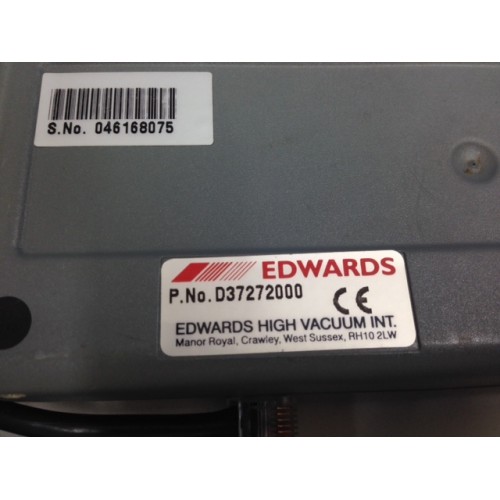 S.No. 046168075
EDWARDS
P.No. D37272000 CE
EDWARDS HIGH VACUUM INT.
Manor Royal, Crawley, West Sussex, RH10 2LW